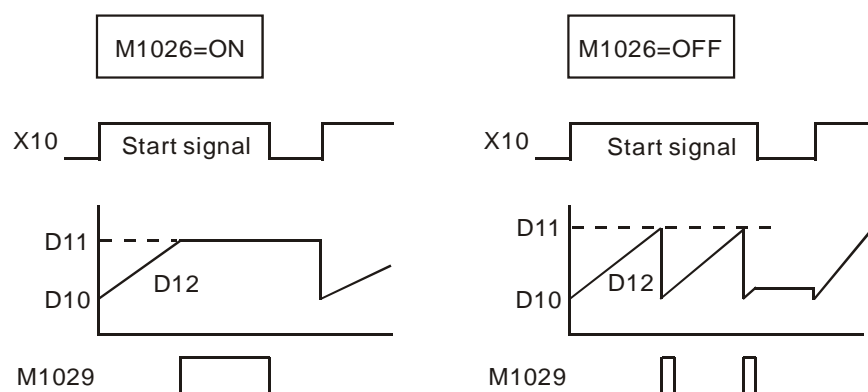 M1026=ON
X10
Start signal
D11
D10
D12
M1029
M1026=OFF
X10
Start signal
D11
D10
D12
M1029